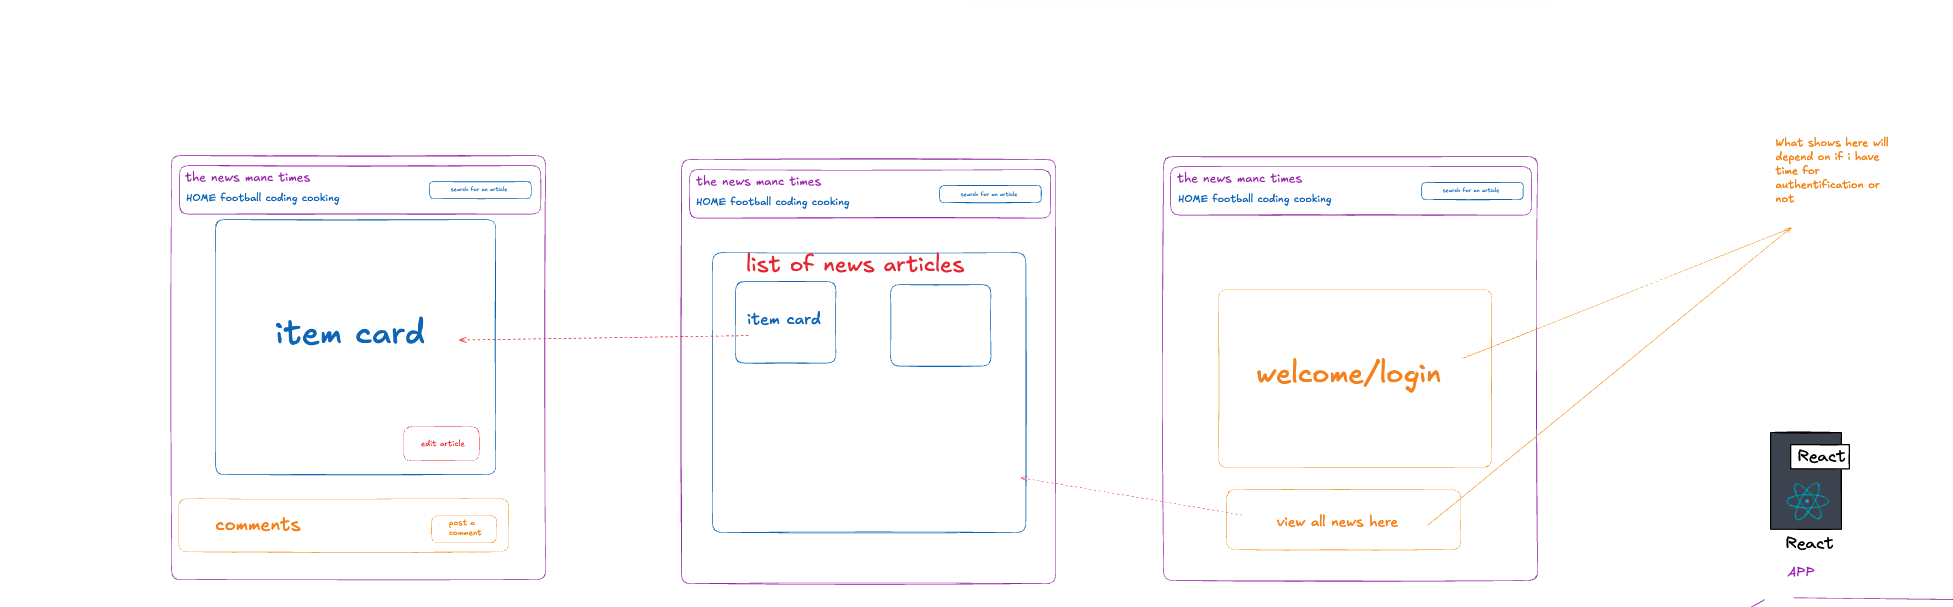 the news manc times
HOME football coding cooking
search for an article
item card
edit article
comments
post a
comment
the news manc times
HOME football coding cooking
search for an article
list of news articles
item card
the news manc times
HOME football coding cooking
search for an article
welcome/login
view all news here
What shows here will
depend on if i have
time for
authentification or
not
React
React
APP